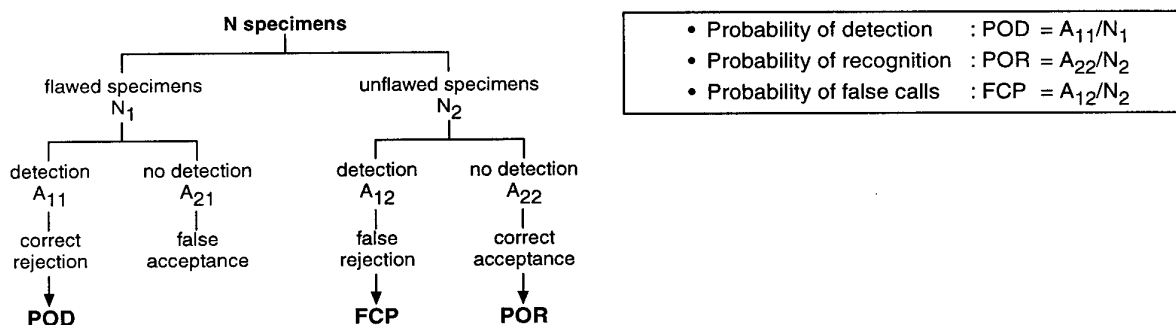 N specimens
flawed specimens
N1
unflawed specimens
N2
detection
A11
no detection
A21
detection
A12
no detection
A22
correct
rejection
false
acceptance
false
rejection
correct
acceptance
POD
FCP
POR
• Probability of detection : POD = A11/N1
• Probability of recognition : POR = A22/N2
• Probability of false calls : FCP = A12/N2